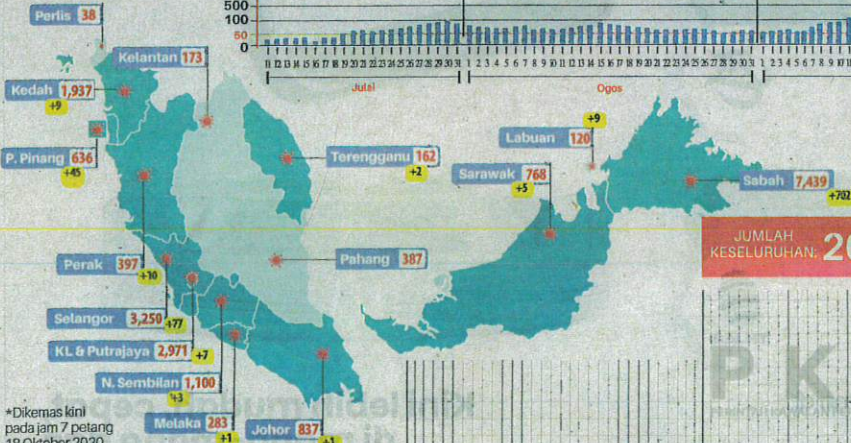 500
100
50
0
11 12 13 14 15 16 17 18 19 20 21 22 23 24 25 26 27 28 29 30 31 1 2 3 4 5 6 7 8 9 10 11 12 13 14 15 16 17 18 19 20 21 22 23 24 25 26 27 28 29 30 31 1 2 3 4 5 6 7 8 9 10
Julai
Ogos
Perlis 38
Kelantan 173
Kedah 1,937
+9
P. Pinang 636
+45
Terengganu 162
+2
Labuan 120
+9
Sarawak 768
+5
Sabah 7,439
+702
JUMLAH
KESELURUHAN: 20
Perak 397
+10
Pahang 387
Selangor 3,250
+77
KL & Putrajaya 2,971
+7
N. Sembilan 1,100
+3
Melaka 283
+1
Johor 837
+1
*Dikemas kini
pada jam 7 petang
18 Oktober 2020
P K